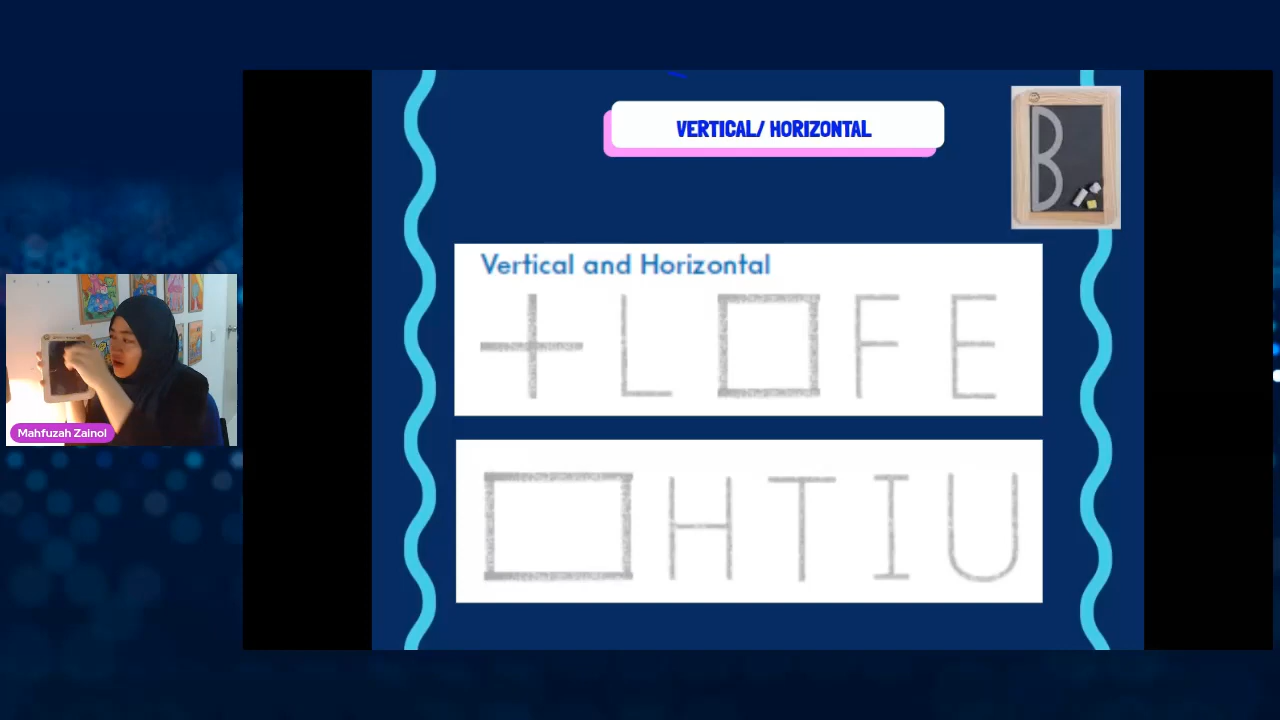 VERTICAL/ HORIZONTAL
B
Vertical and Horizontal
L F E
H T I U
Mahfuzah Zainol